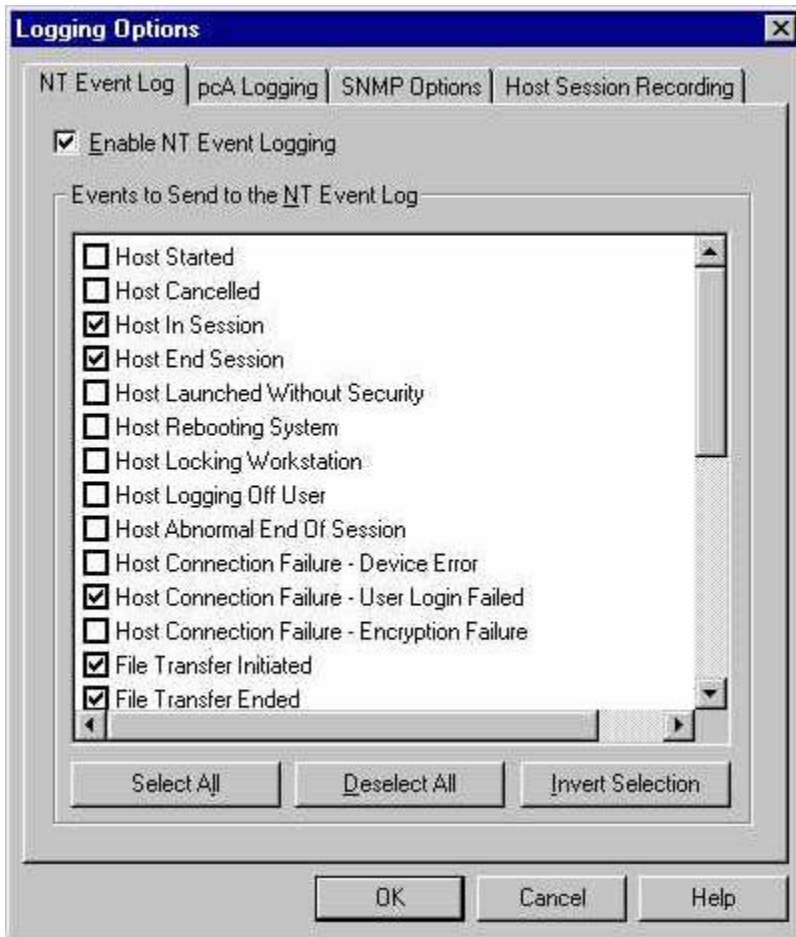 Logging Options
NT Event Log pcA Logging SNMP Options Host Session Recording
Enable NT Event Logging
Events to Send to the NT Event Log
Host Started
Host Cancelled
Host In Session
Host End Session
Host Launched Without Security
Host Rebooting System
Host Locking Workstation
Host Logging Off User
Host Abnormal End Of Session
Host Connection Failure - Device Error
Host Connection Failure - User Login Failed
Host Connection Failure - Encryption Failure
File Transfer Initiated
File Transfer Ended
Select All Deselect All Invert Selection
OK Cancel Help